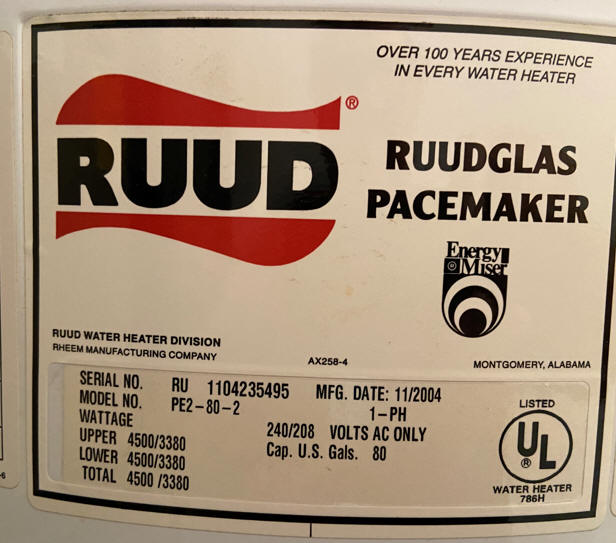 OVER 100 YEARS EXPERIENCE
IN EVERY WATER HEATER
RUUD®
RUUDGLAS
PACEMAKER
Energy
Miser
RUUD WATER HEATER DIVISION
RHEEM MANUFACTURING COMPANY
AX258-4
MONTGOMERY, ALABAMA
SERIAL NO. RU 1104235495 MFG. DATE: 11/2004
MODEL NO. PE2-80-2 1-PH
WATTAGE 240/208 VOLTS AC ONLY
UPPER 4500/3380 Cap. U.S. Gals. 80
LOWER 4500/3380
TOTAL 4500 /3380
LISTED
UL®
WATER HEATER
786H
-6